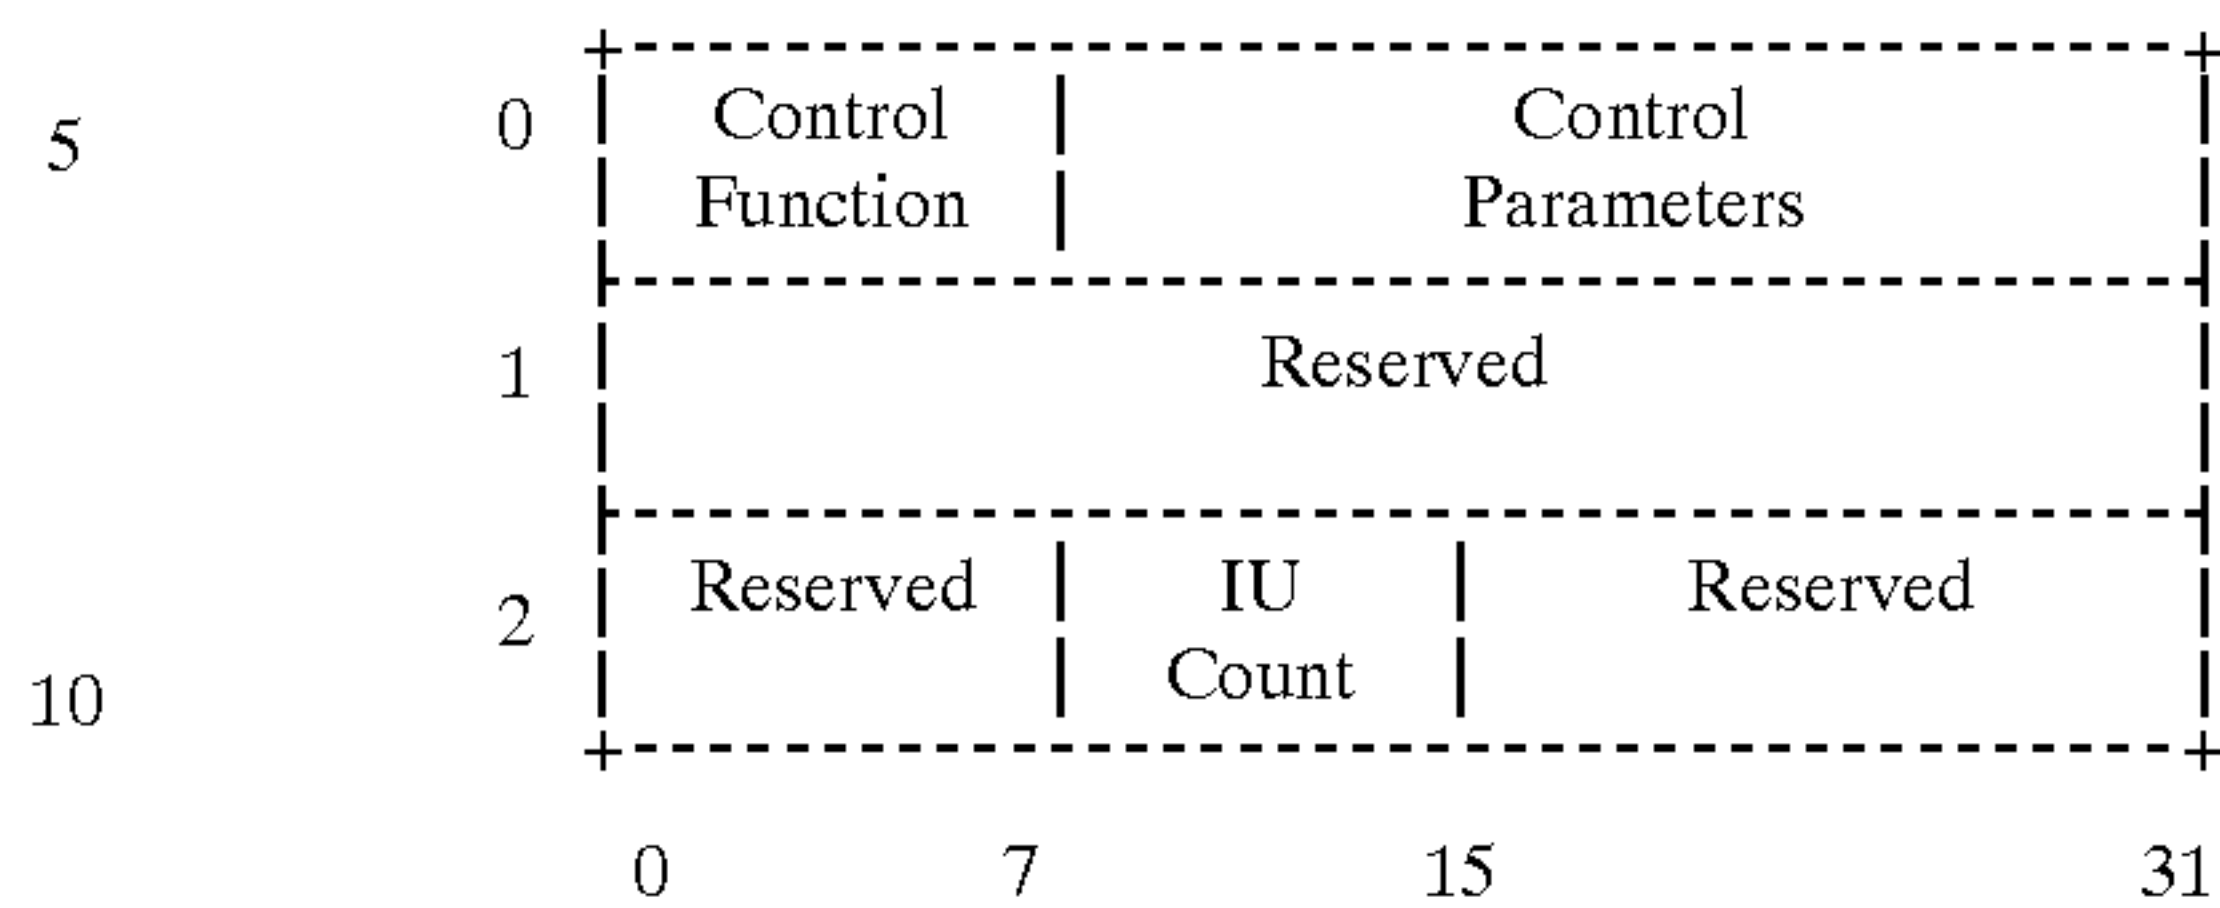 5 0 Control Control
Function Parameters
1 Reserved
Reserved IU Reserved
2
Count
10
0 7 15 31